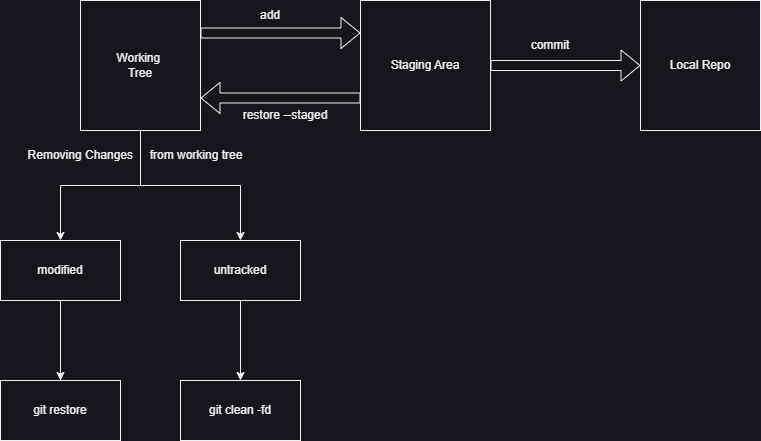 add
Working
Tree
Staging Area
commit
Local Repo
restore --staged
Removing Changes
from working tree
modified
untracked
git restore
git clean -fd